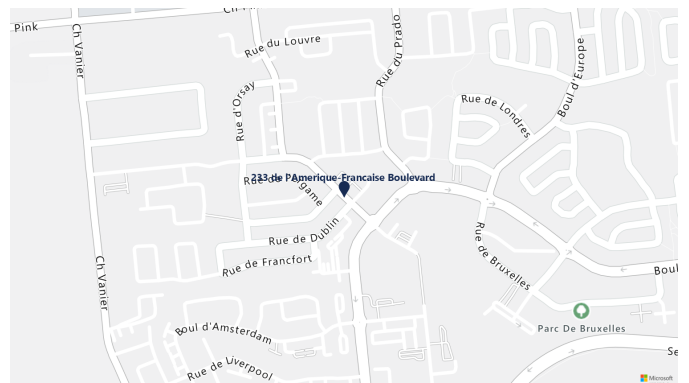 Pink
Ch Vanier
Rue du Louvre
Rue du Prado
Boul d'Europe
Rue d'Orsay
Rue de Londres
233 de l'Amerique-Francaise Boulevard
Rue de
game
Rue de Dublin
Rue de Francfort
Rue de Bruxelles
Ch Vanier
Boul
Parc De Bruxelles
Boul d'Amsterdam
Rue de Liverpool
Se
Microsoft